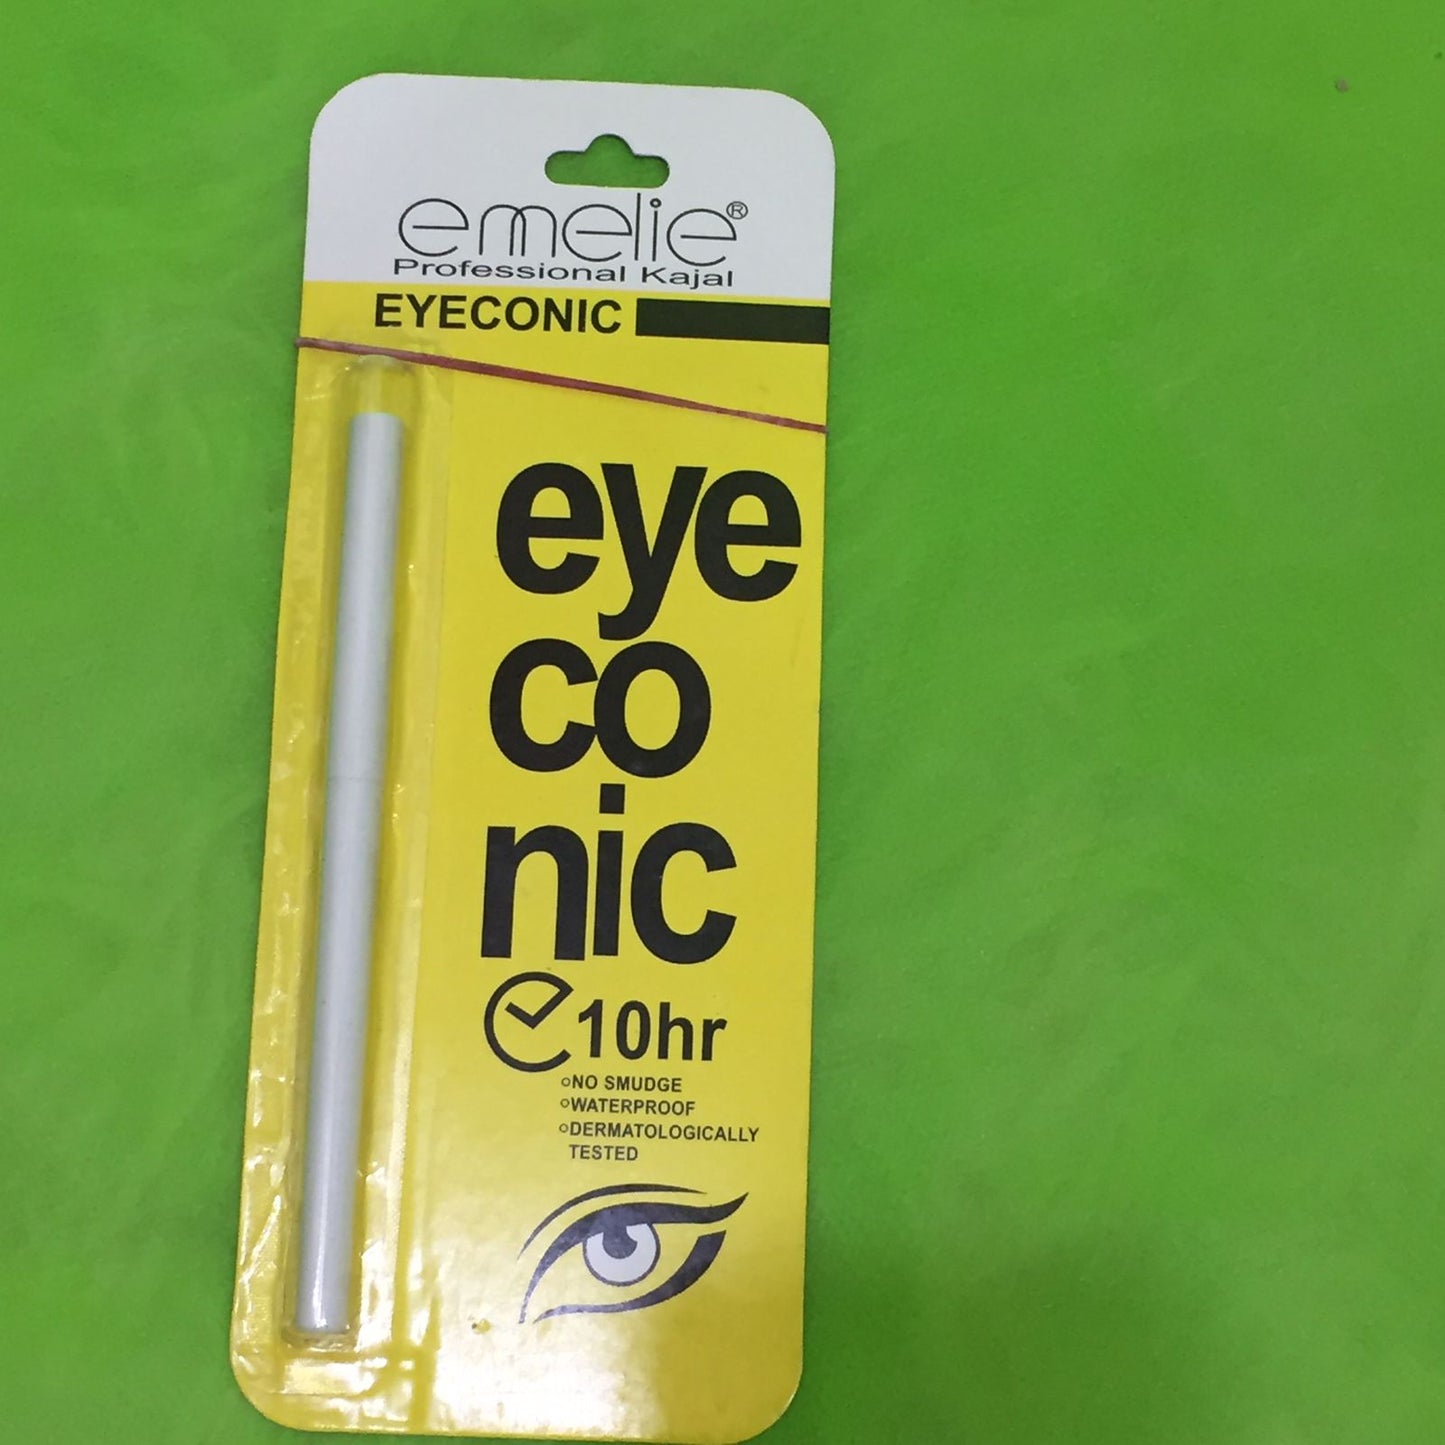 emelie®
Professional Kajal
EYECONIC
eye
co
nic
10hr
NO SMUDGE
WATERPROOF
DERMATOLOGICALLY
TESTED